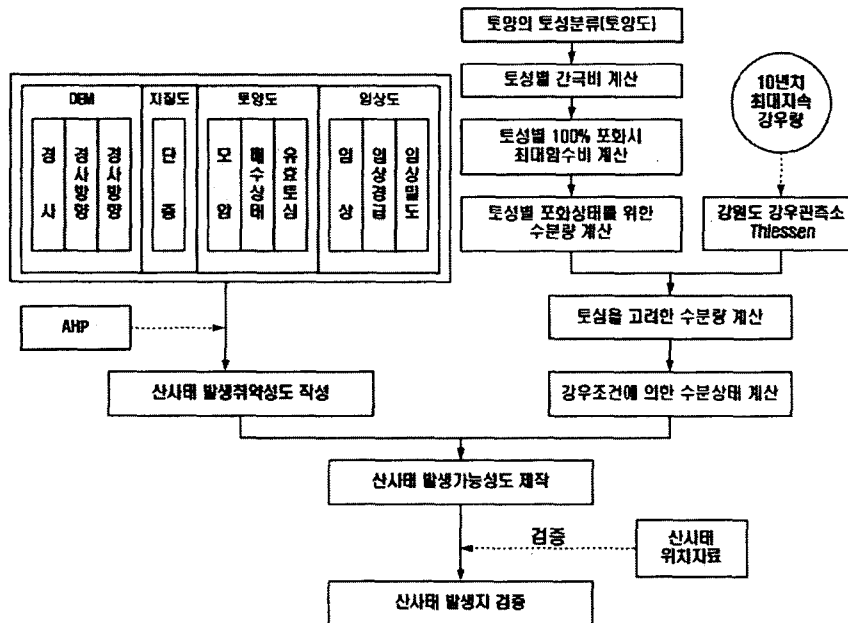 토양의 토성분류(토양도)
토성별 간극비 계산
토성별 100% 포화시
최대함수비 계산
토성별 포화상태를 위한
수분량 계산
10년치
최대지속
강우량
강원도 강우관측소
Thiessen
토심을 고려한 수분량 계산
강우조건에 의한 수분상태 계산
DEM
지질도
토양도
임상도
경사
경사방향
경사방향
단층
모암
배수상태
유효토심
임상
임상경급
임상밀도
AHP
산사태 발생취약성도 작성
산사태 발생가능성도 제작
검증
산사태
위치자료
산사태 발생지 검증